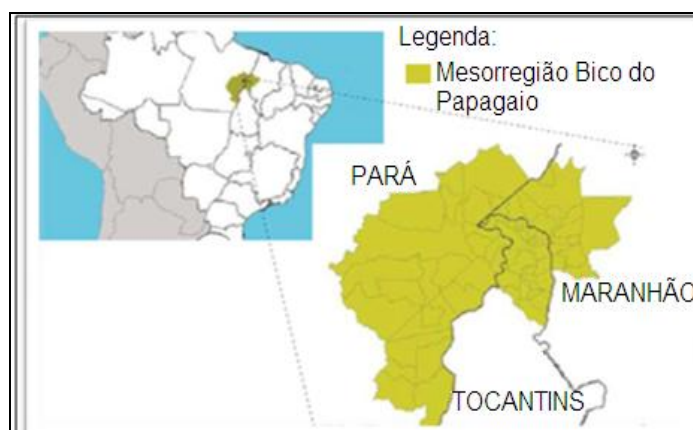 Legenda:
Mesorregião Bico do
Papagaio
PARÁ
MARANHÃO
TOCANTINS